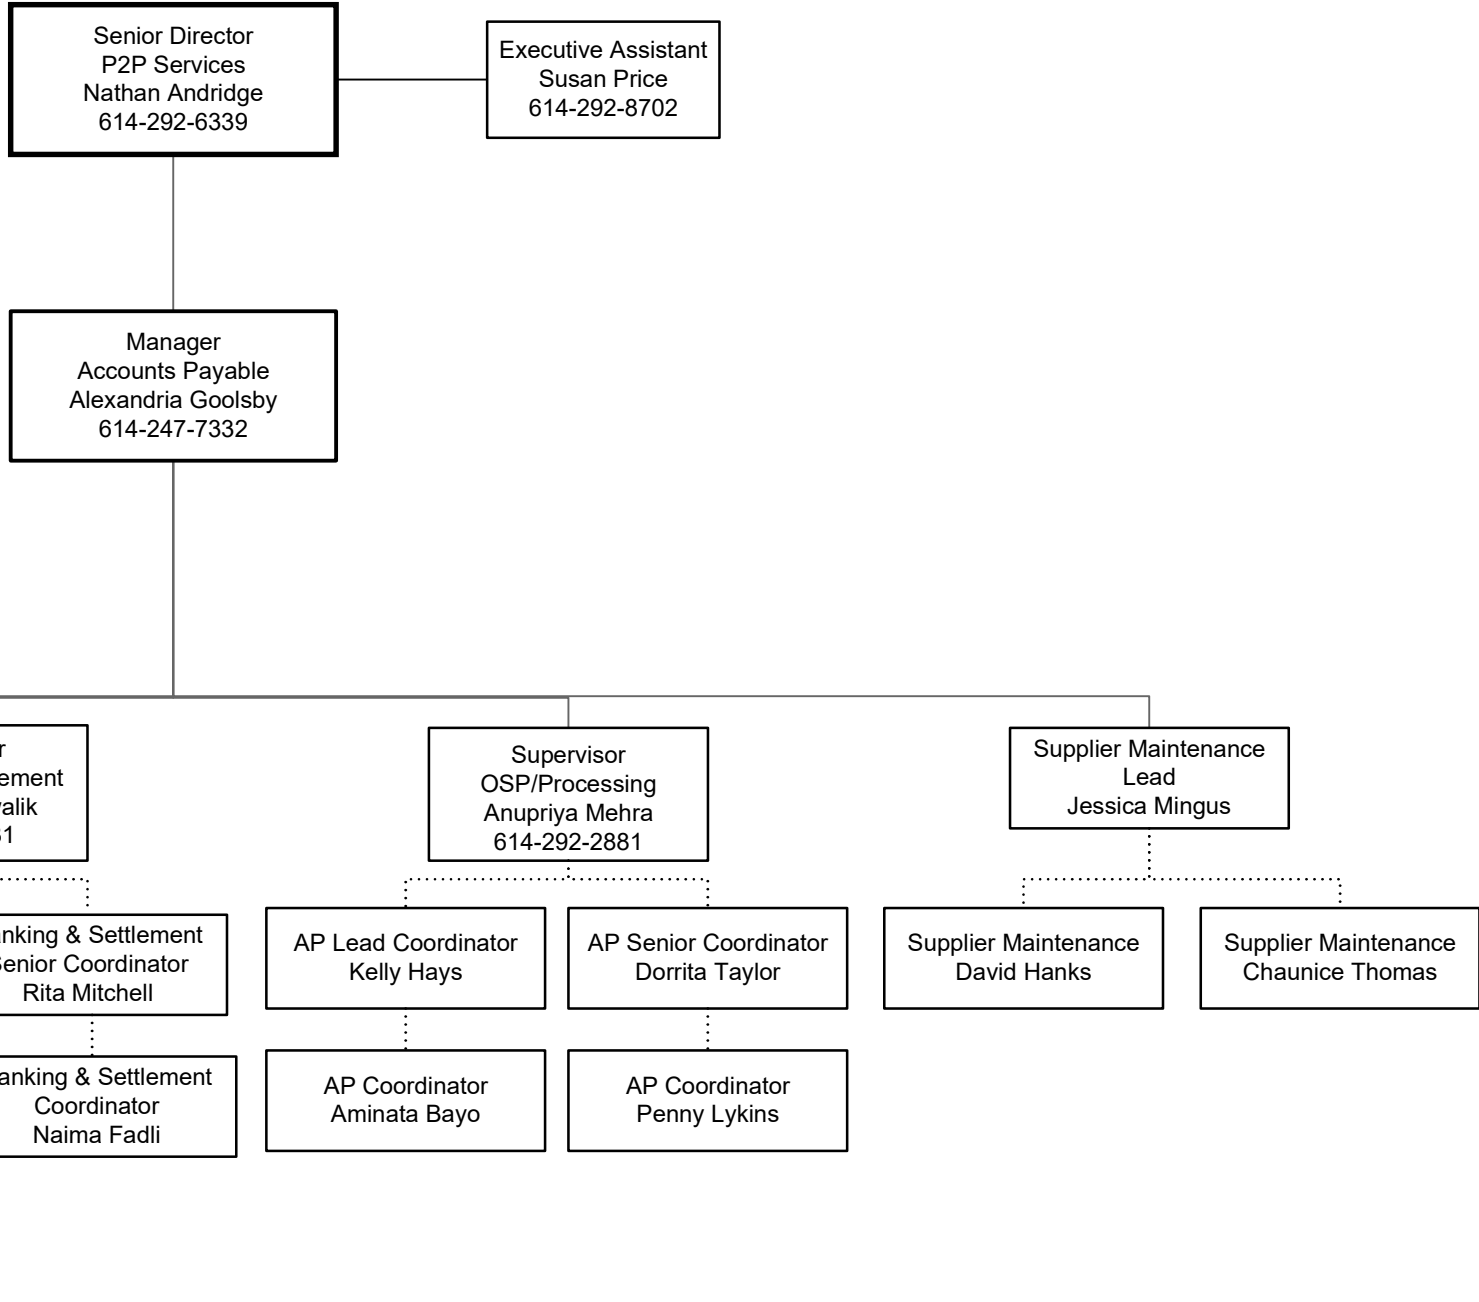 Senior Director
P2P Services
Nathan Andridge
614-292-6339
Executive Assistant
Susan Price
614-292-8702
Manager
Accounts Payable
Alexandria Goolsby
614-247-7332
Supervisor
OSP/Processing
Anupriya Mehra
614-292-2881
Supplier Maintenance
Lead
Jessica Mingus
& Settlement
Coordinator
Rita Mitchell
AP Lead Coordinator
Kelly Hays
AP Senior Coordinator
Dorrita Taylor
Supplier Maintenance
David Hanks
Supplier Maintenance
Chaunice Thomas
& Settlement
Coordinator
Naima Fadli
AP Coordinator
Aminata Bayo
AP Coordinator
Penny Lykins